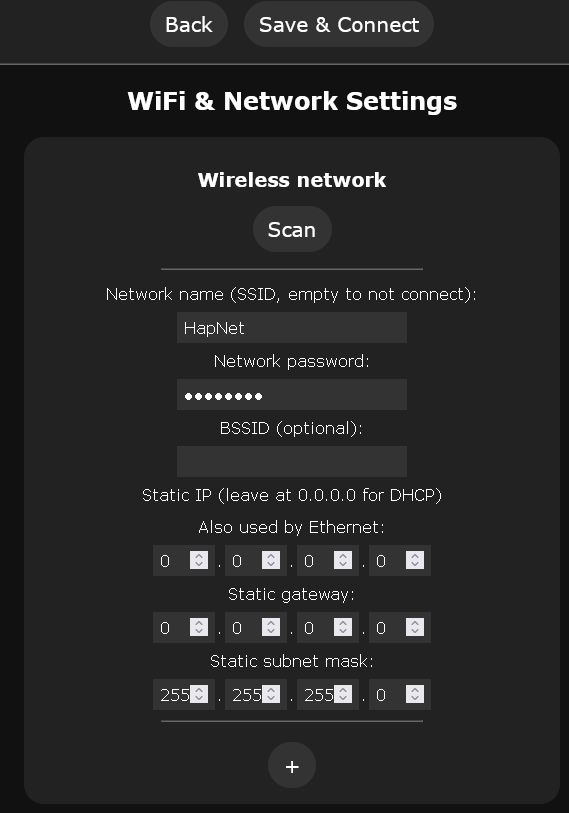 Back Save & Connect
WiFi & Network Settings
Wireless network
Scan
Network name (SSID, empty to not connect):
HapNet
Network password:
••••••••
BSSID (optional):
Static IP (leave at 0.0.0.0 for DHCP)
Also used by Ethernet:
0 . 0 . 0 . 0
Static gateway:
0 . 0 . 0 . 0
Static subnet mask:
255 . 255 . 255 . 0
+